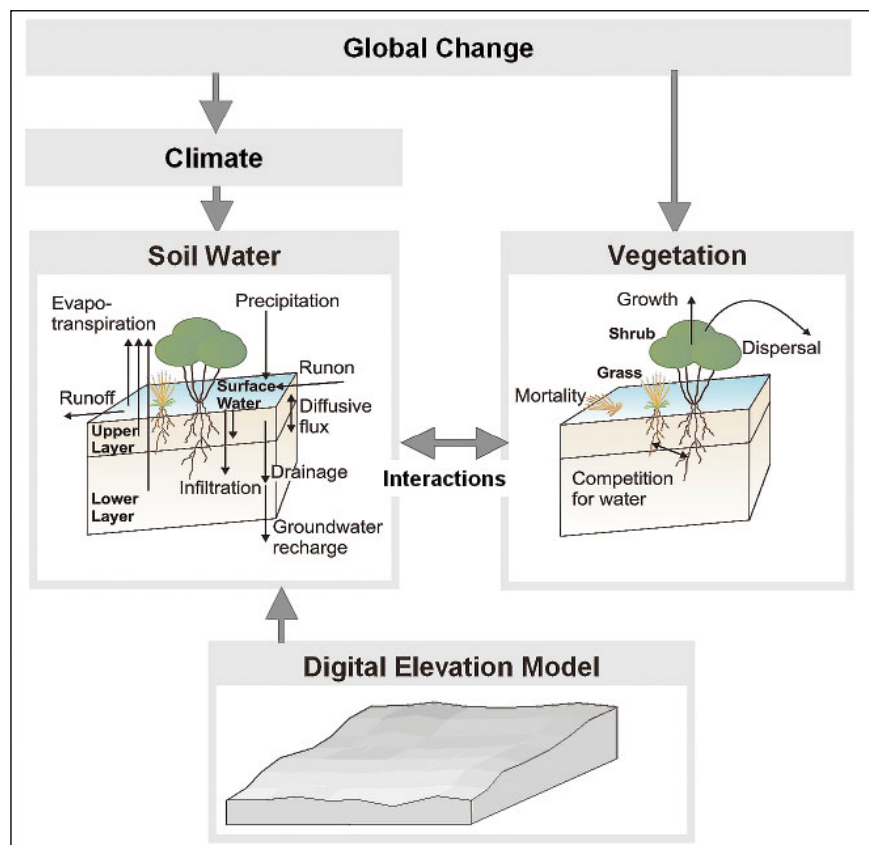 Global Change
Climate
Soil Water
Evapo-
transpiration
Precipitation
Runon
Runoff
Surface
Water
Diffusive
flux
Upper
Layer
Drainage
Infiltration
Lower
Layer
Groundwater
recharge
Interactions
Vegetation
Growth
Shrub
Dispersal
Grass
Mortality
Competition
for water
Digital Elevation Model